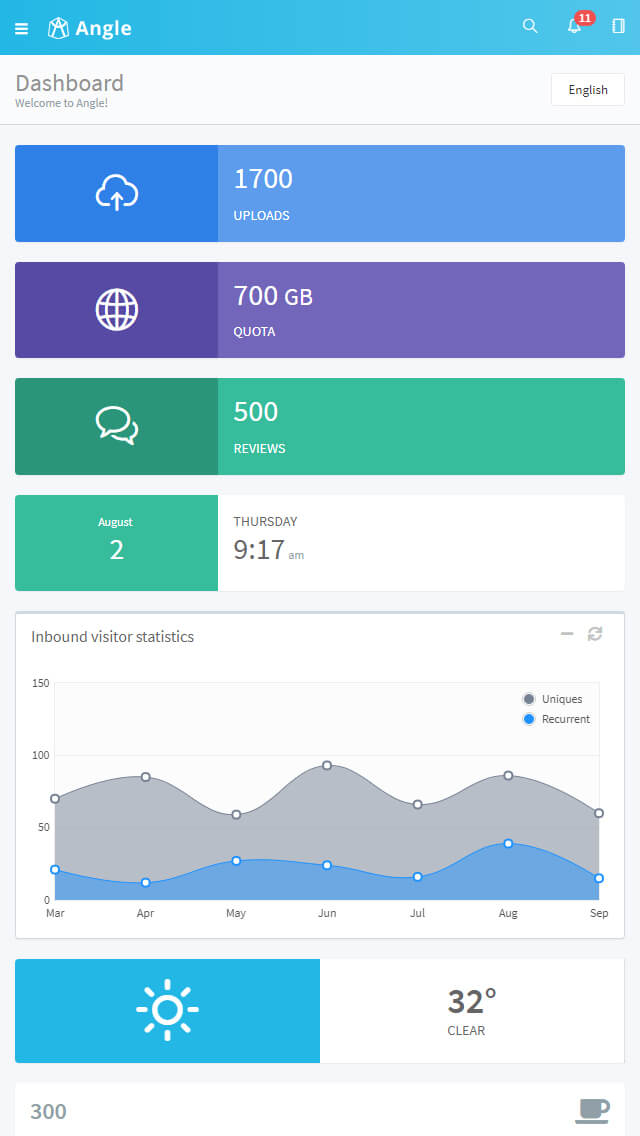 Angle
11
Dashboard
Welcome to Angle!
English
1700
UPLOADS
700 GB
QUOTA
500
REVIEWS
August
2
THURSDAY
9:17 am
Inbound visitor statistics
150
100
50
0
Uniques
Recurrent
Mar Apr May Jun Jul Aug Sep
32°
CLEAR
300